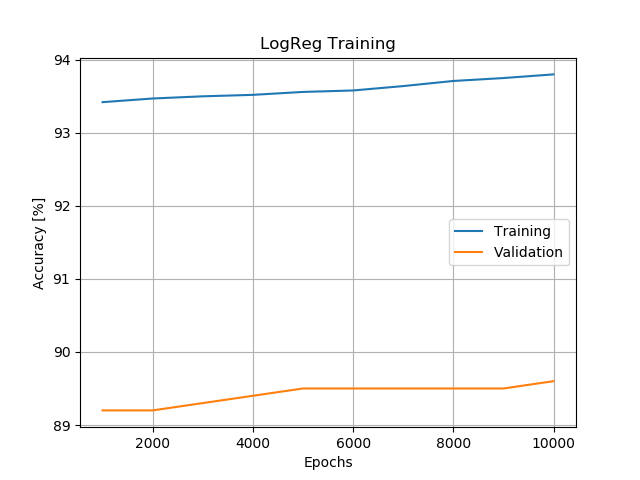 LogReg Training
94
93
92
91
90
89
Accuracy [%]
Training
Validation
2000 4000 6000 8000 10000
Epochs